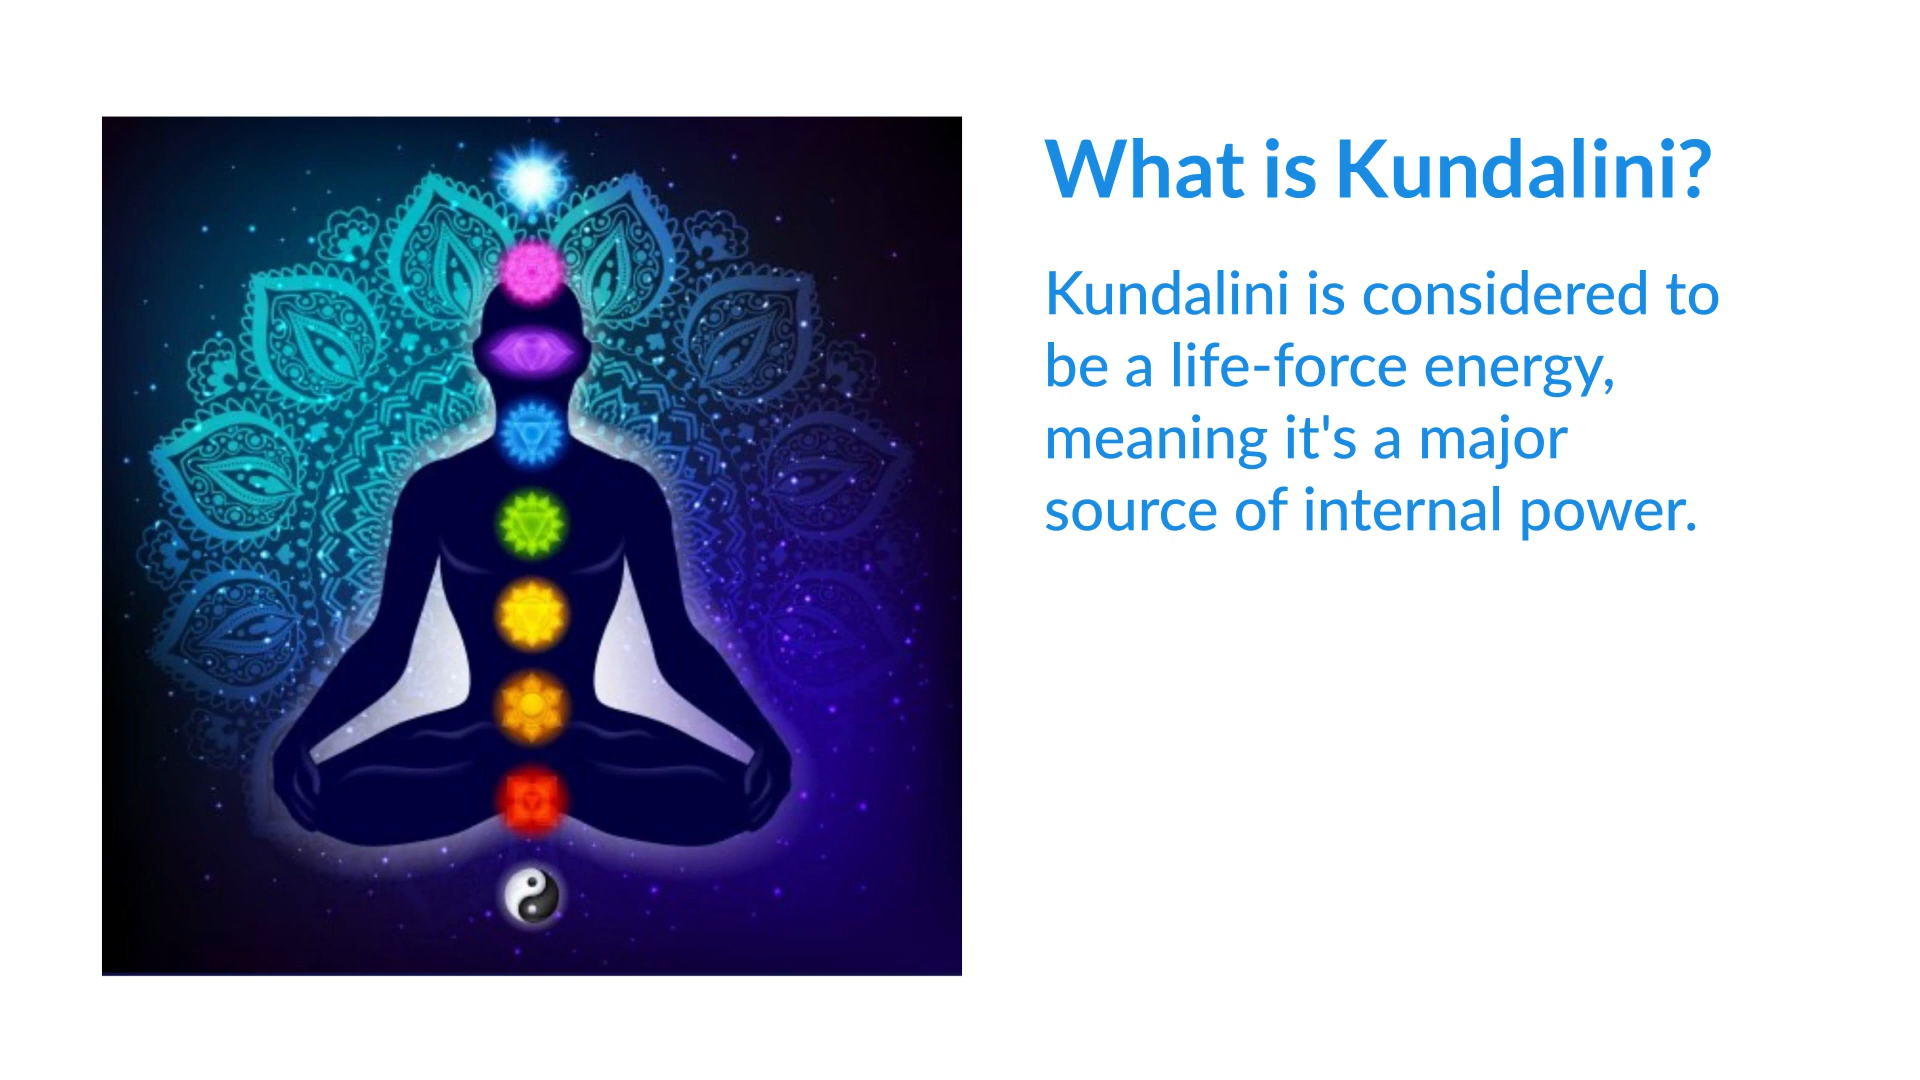 What is Kundalini?
Kundalini is considered to
be a life-force energy,
meaning it's a major
source of internal power.